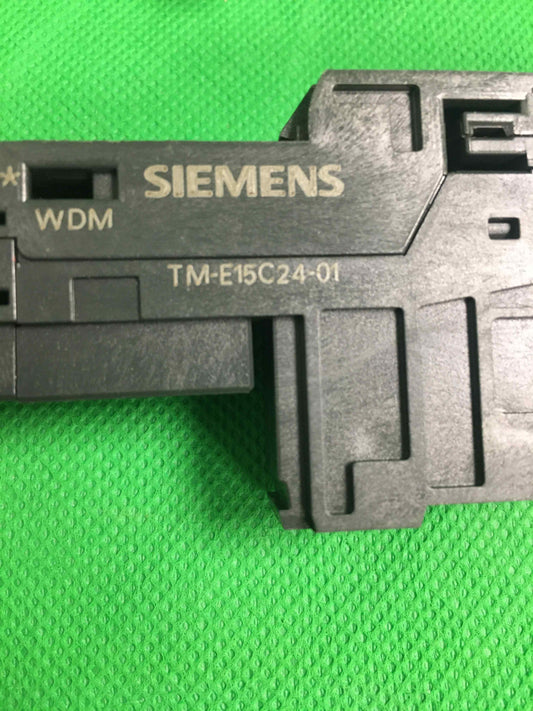 * SIEMENS
WDM
TM-E15C24-01